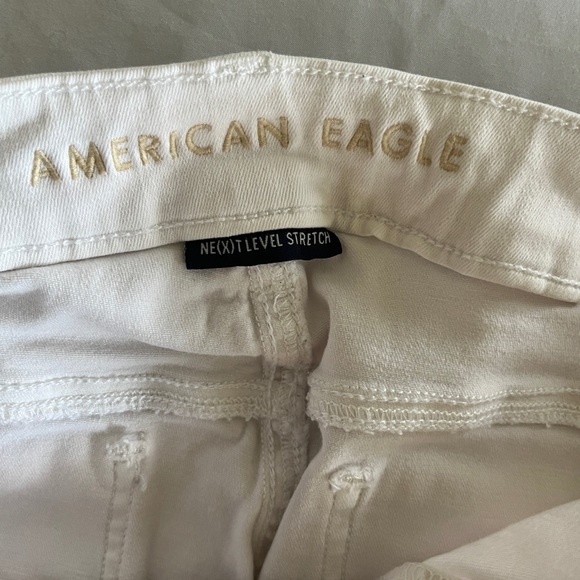 AMERICAN EAGLE
NE(X)T LEVEL STRETCH